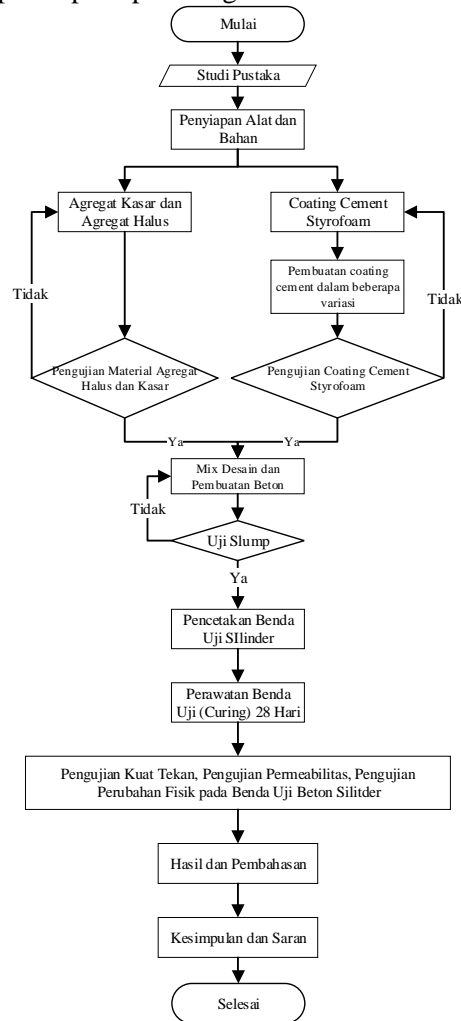 Mulai
Studi Pustaka
Penyiapan Alat dan
Bahan
Agregat Kasar dan
Agregat Halus
Coating Cement
Styrofoam
Pembuatan coating
cement dalam beberapa
variasi
Tidak
Tidak
Pengujian Material Agregat
Halus dan Kasar
Pengujian Coating Cement
Styrofoam
Ya
Ya
Mix Desain dan
Pembuatan Beton
Tidak
Uji Slump
Ya
Pencetakan Benda
Uji SIlinder
Perawatan Benda
Uji (Curing) 28 Hari
Pengujian Kuat Tekan, Pengujian Permeabilitas, Pengujian
Perubahan Fisik pada Benda Uji Beton Silitder
Hasil dan Pembahasan
Kesimpulan dan Saran
Selesai